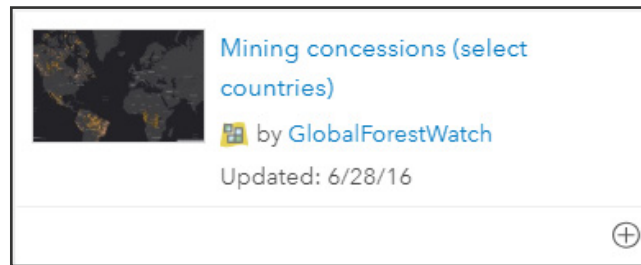 Mining concessions (select
countries)
by GlobalForestWatch
Updated: 6/28/16